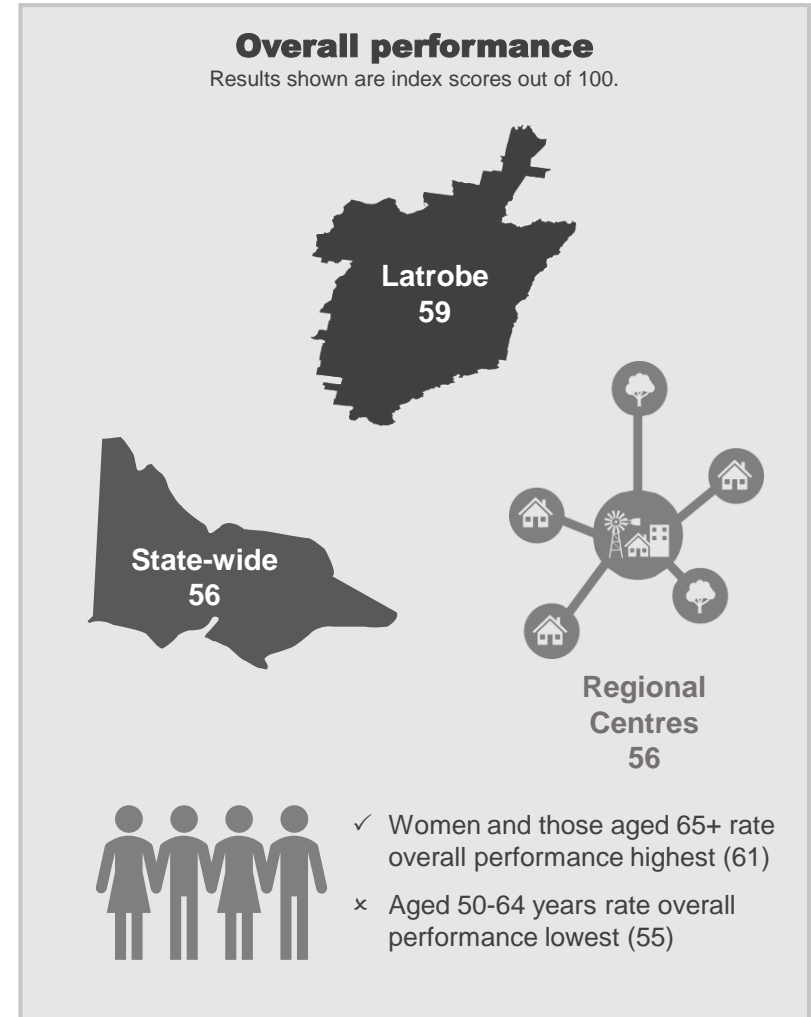 Overall performance
Results shown are index scores out of 100.
Latrobe
59
State-wide
56
Regional
Centres
56
✓ Women and those aged 65+ rate
overall performance highest (61)
× Aged 50-64 years rate overall
performance lowest (55)